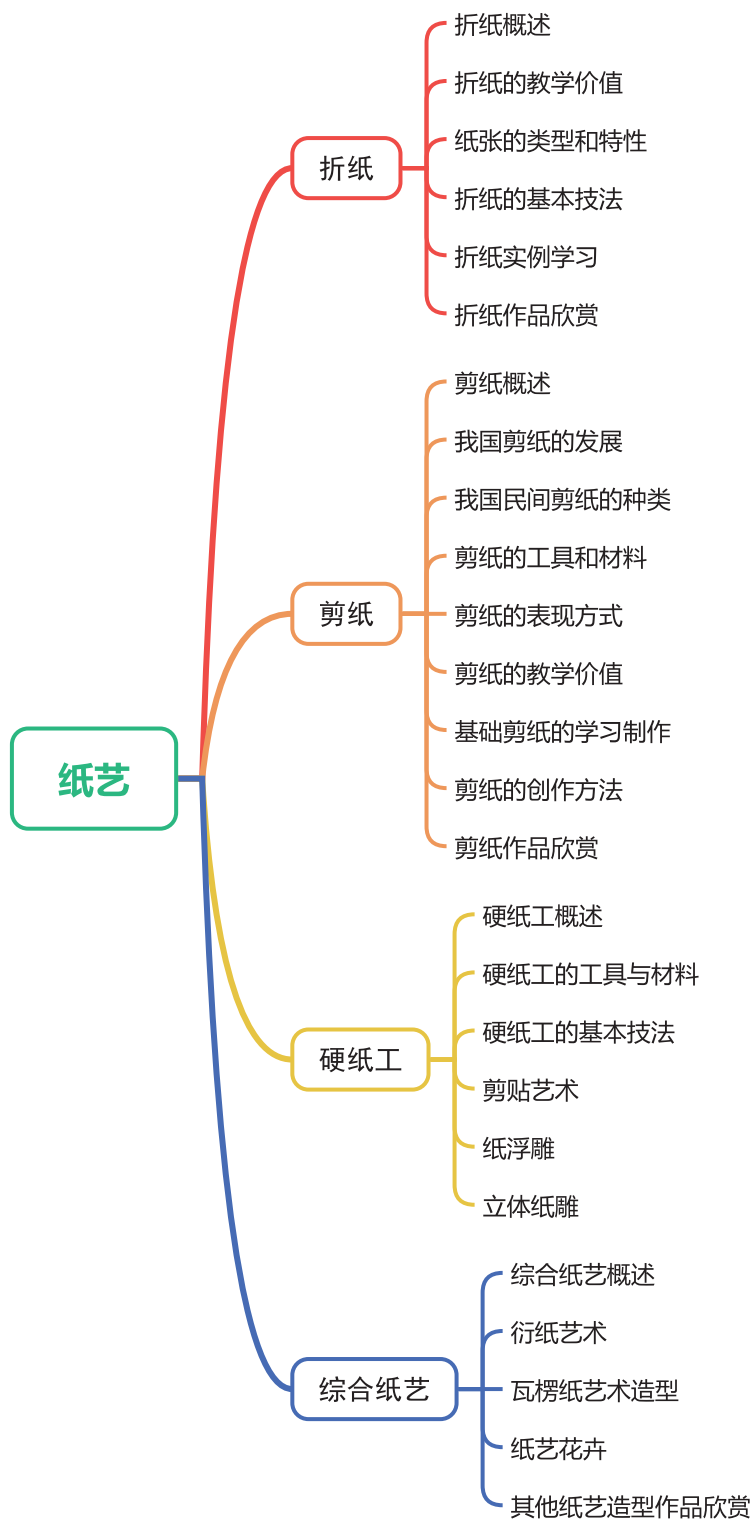 纸艺
折纸
折纸概述
折纸的教学价值
纸张的类型和特性
折纸的基本技法
折纸实例学习
折纸作品欣赏
剪纸
剪纸概述
我国剪纸的发展
我国民间剪纸的种类
剪纸的工具和材料
剪纸的表现方式
剪纸的教学价值
基础剪纸的学习制作
剪纸的创作方法
剪纸作品欣赏
硬纸工
硬纸工概述
硬纸工的工具与材料
硬纸工的基本技法
剪贴艺术
纸浮雕
立体纸雕
综合纸艺
综合纸艺概述
衍纸艺术
瓦楞纸艺术造型
纸艺花卉
其他纸艺造型作品欣赏